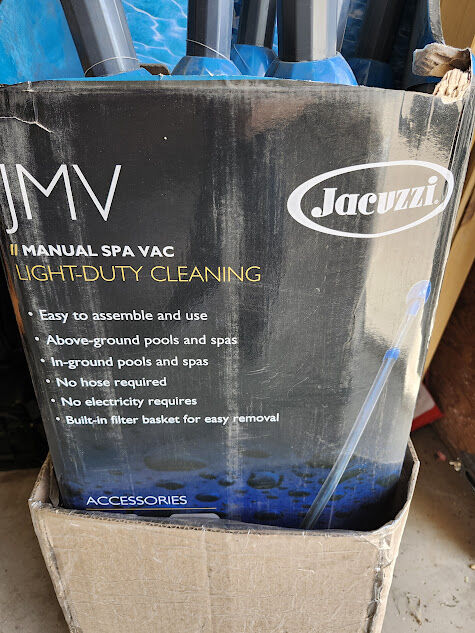 JMV
Jacuzzi
MANUAL SPA VAC
LIGHT-DUTY CLEANING
• Easy to assemble and use
• Above-ground pools and spas
• In-ground pools and spas
• No hose required
• No electricity requires
• Built-in filter basket for easy removal
ACCESSORIES